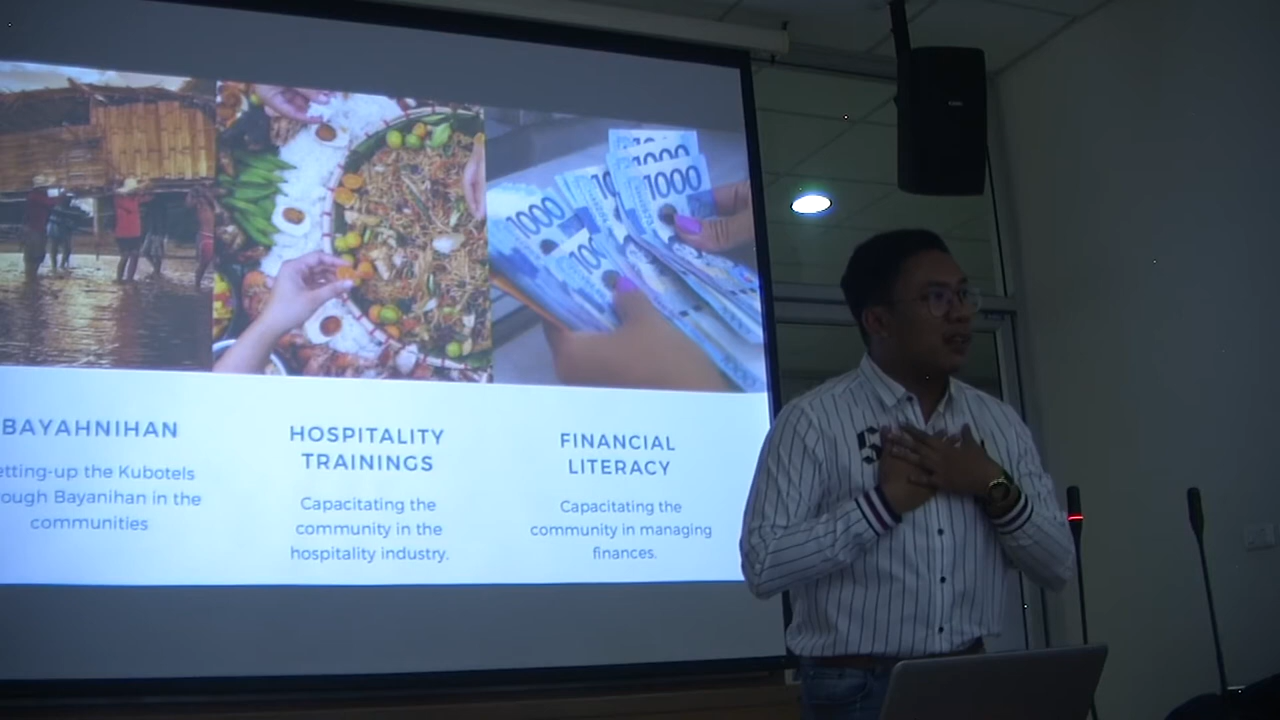 1000
1000
1000
1000
BAYAHNIHAN
etting-up the Kubotels
ough Bayanihan in the
communities
HOSPITALITY
TRAININGS
Capacitating the
community in the
hospitality industry.
FINANCIAL
LITERACY
Capacitating the
community in managing
finances.